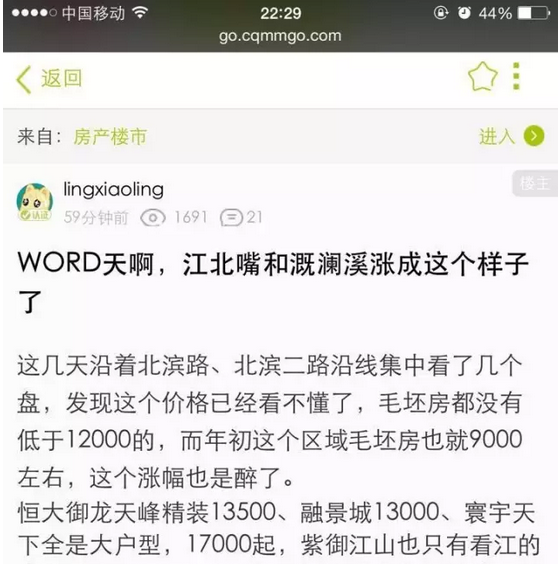 中国移动 22:29 44%
go.cqmmgo.com
返回
来自：房产楼市 进入
楼主
lingxiaoling
认证
59分钟前 1691 21
WORD天啊，江北嘴和溉澜溪涨成这个样子
了
这几天沿着北滨路、北滨二路沿线集中看了几个
盘，发现这个价格已经看不懂了，毛坯房都没有
低于12000的，而年初这个区域毛坯房也就9000
左右，这个涨幅也是醉了。
恒大御龙天峰精装13500、融景城13000、寰宇天
下全是大户型，17000起，紫御江山也只有看江的